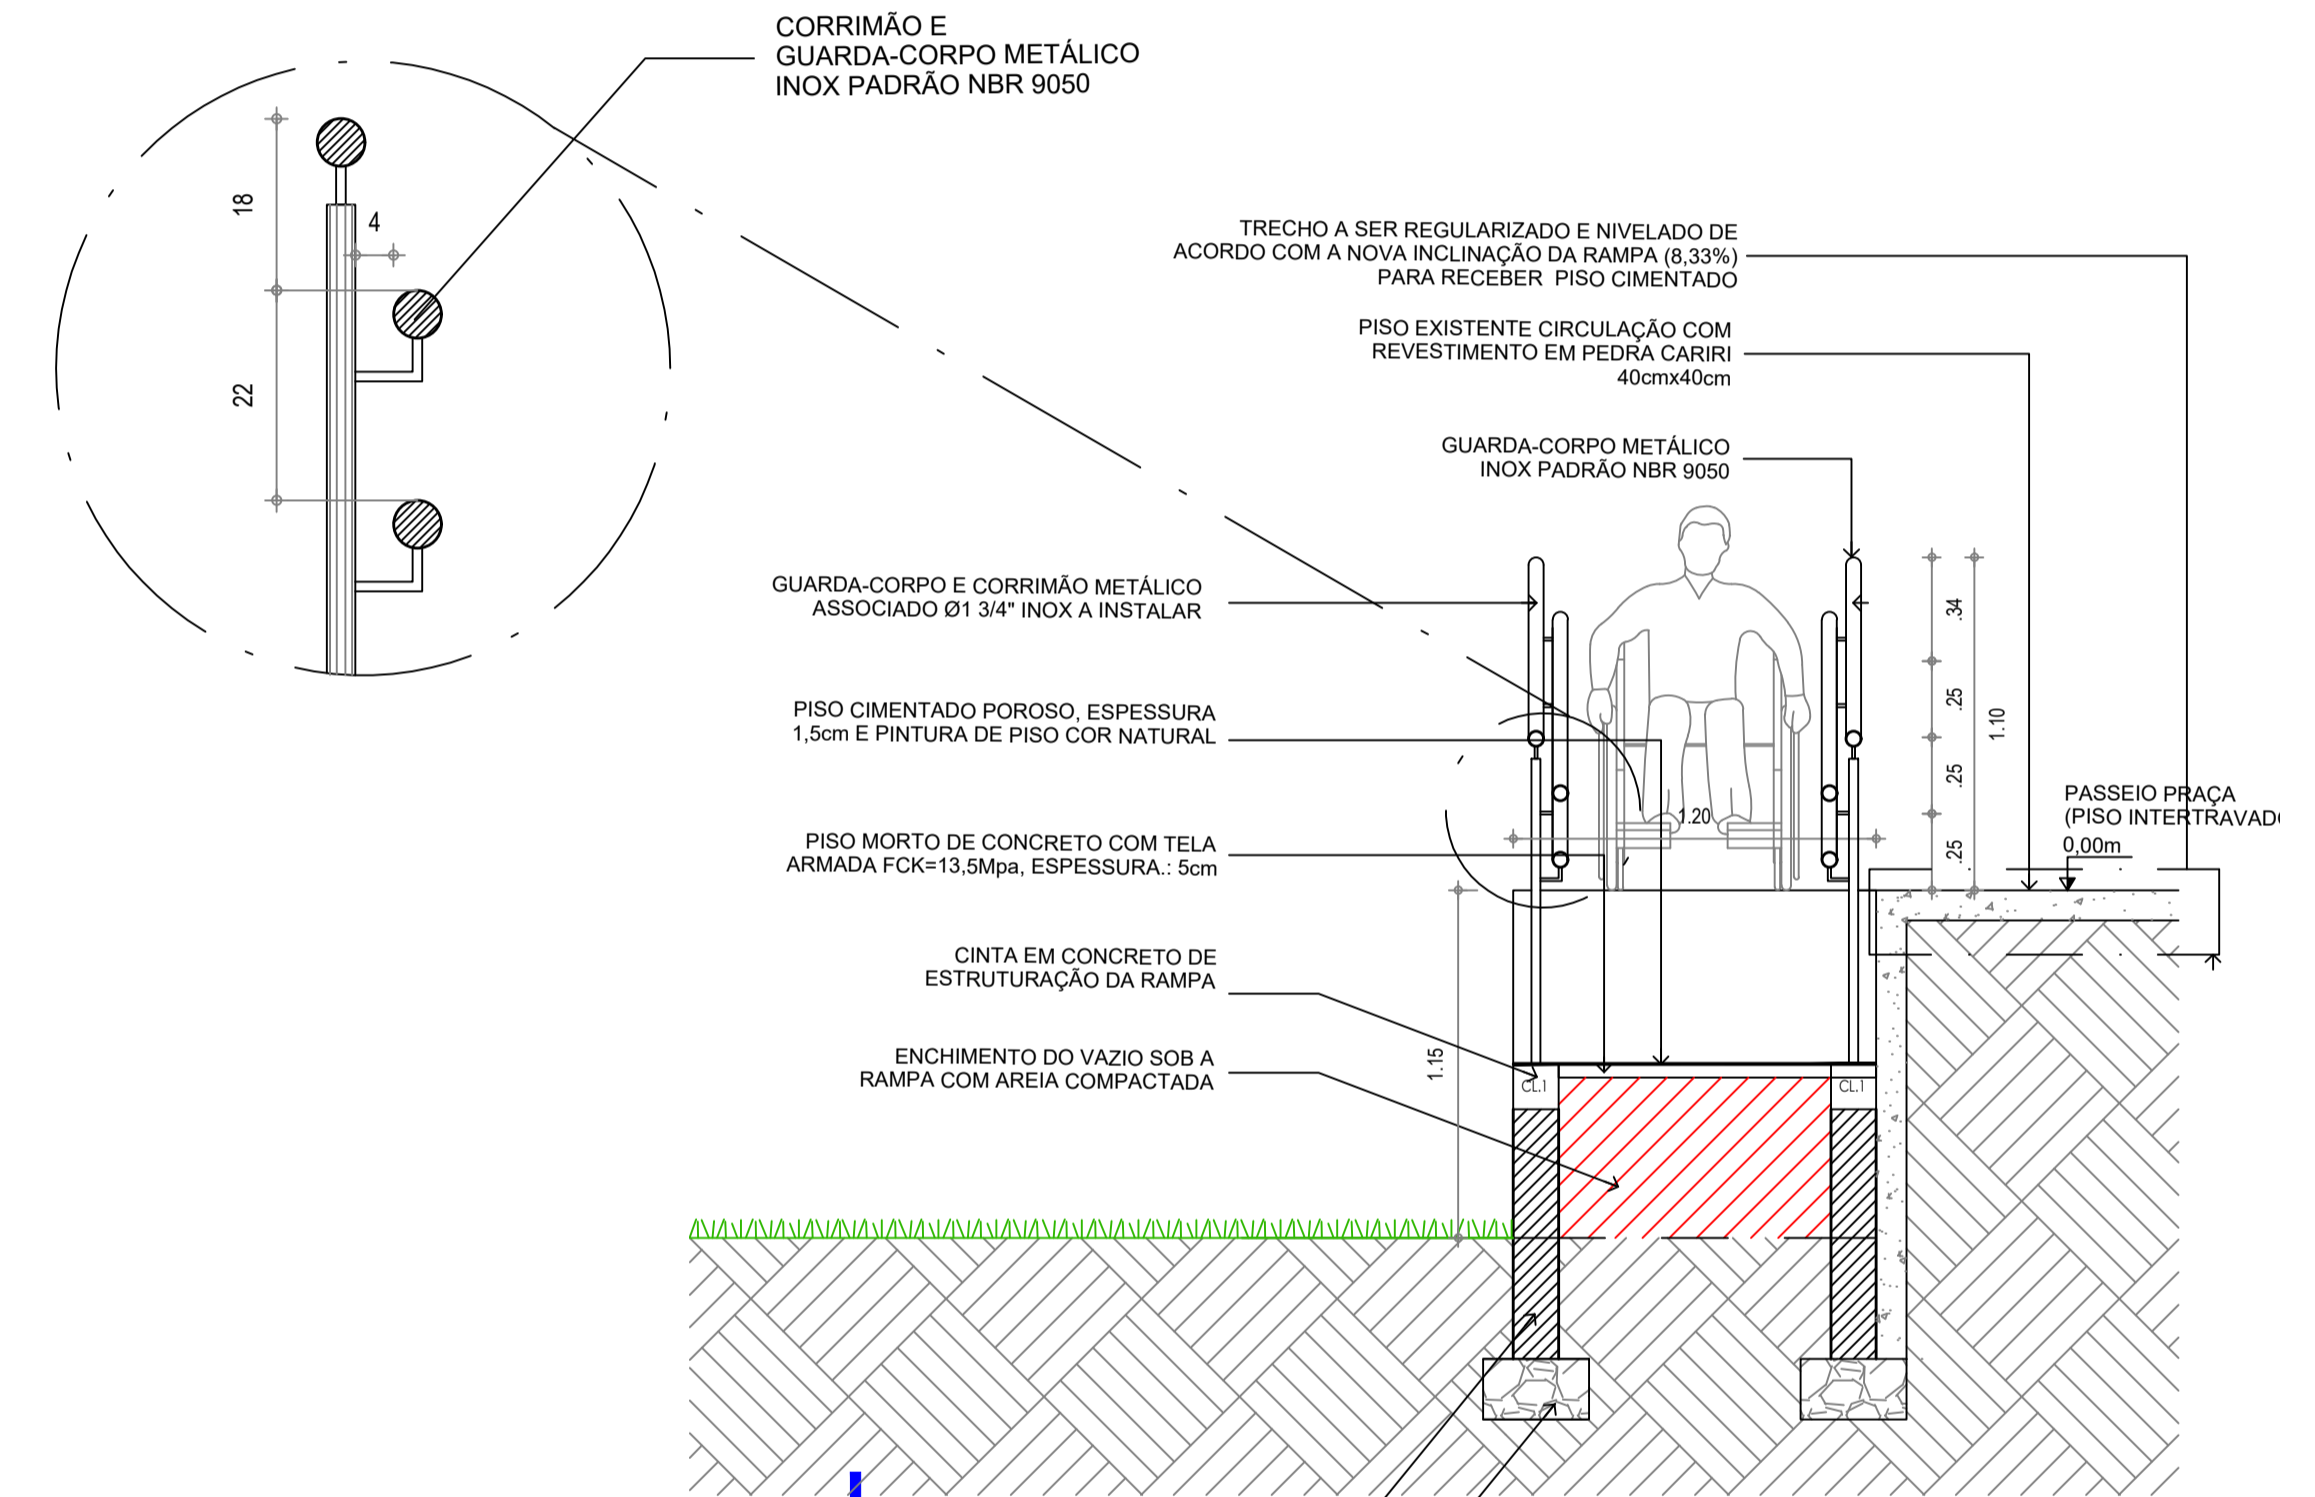 CORRIMÃO E
GUARDA-CORPO METÁLICO
INOX PADRÃO NBR 9050
18
4
22
TRECHO A SER REGULARIZADO E NIVELADO DE
ACORDO COM A NOVA INCLINAÇÃO DA RAMPA (8,33%)
PARA RECEBER PISO CIMENTADO
PISO EXISTENTE CIRCULAÇÃO COM
REVESTIMENTO EM PEDRA CARIRI
40cmx40cm
GUARDA-CORPO METÁLICO
INOX PADRÃO NBR 9050
GUARDA-CORPO E CORRIMÃO METÁLICO
ASSOCIADO Ø1 3/4" INOX A INSTALAR
PISO CIMENTADO POROSO, ESPESSURA
1,5cm E PINTURA DE PISO COR NATURAL
PISO MORTO DE CONCRETO COM TELA
ARMADA FCK=13,5Mpa, ESPESSURA.: 5cm
CINTA EM CONCRETO DE
ESTRUTURAÇÃO DA RAMPA
ENCHIMENTO DO VAZIO SOB A
RAMPA COM AREIA COMPACTADA
.34
.25
.25
.25
1.10
1.20
PASSEIO PRAÇA
(PISO INTERTRAVAD
0,00m
1.15
CL.1
CL.1